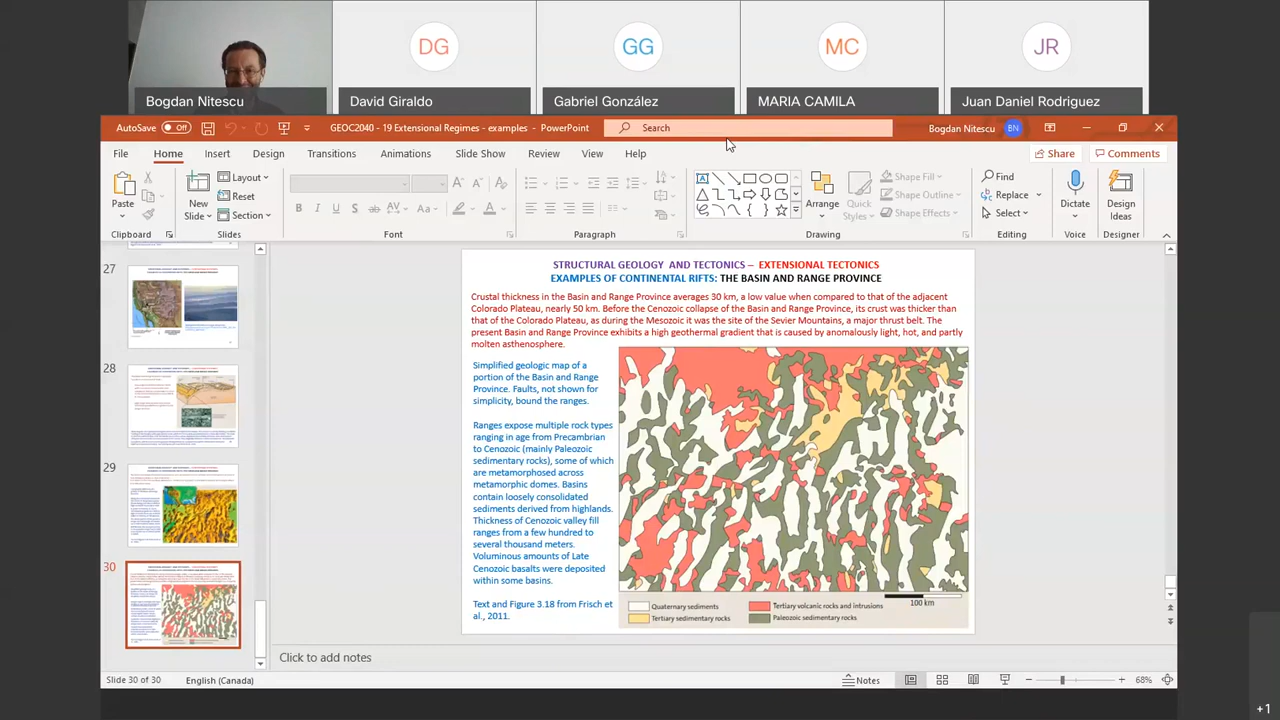 DG
GG
MC
JR
Bogdan Nitescu
David Giraldo
Gabriel González
MARIA CAMILA
Juan Daniel Rodriguez
AutoSave Off
GEOC2040 - 19 Extensional Regimes - examples - PowerPoint
Search
Bogdan Nitescu BN
File Home Insert Design Transitions Animations Slide Show Review View Help
Share Comments
Paste
Clipboard
New
Slide
Layout
Reset
Section
Slides
B I U S ab AV Aa A
Font
Paragraph
Arrange
Quick
Styles
Shape Fill
Shape Outline
Shape Effects
Drawing
Find
Replace
Select
Editing
Dictate
Voice
Design
Ideas
Designer
27
28
29
30
STRUCTURAL GEOLOGY AND TECTONICS – EXTENSIONAL TECTONICS
EXAMPLES OF CONTINENTAL RIFTS: THE BASIN AND RANGE PROVINCE
Crustal thickness in the Basin and Range Province averages 30 km, a low value when compared to that of the adjacent
Colorado Plateau, nearly 50 km. Before the Cenozoic collapse of the Basin and Range Province, its crust was thicker than
that of the Colorado Plateau, as during the Mesozoic it was the site of the Sevier Mountains, a major thrust belt. The
present Basin and Range Province exhibits a high geothermal gradient that is caused by anomalously light, hot, and partly
molten asthenosphere.
Simplified geologic map of a
portion of the Basin and Range
Province. Faults, not shown for
simplicity, bound the ranges.
Ranges expose multiple rock types
ranging in age from Precambrian
to Cenozoic (mainly Paleozoic
sedimentary rocks), some of which
are metamorphosed across
metamorphic domes. Basins
contain loosely consolidated
sediments derived from highlands.
Thickness of Cenozoic valley fill
ranges from a few hundred to
several thousand meters.
Voluminous amounts of Late
Cenozoic basalts were deposited
within some basins.
Text and Figure 3.18 from Frisch et
al., 2011.
Quaternary sediments
Tertiary sedimentary rocks
Tertiary volcanic rocks and intrusions
Paleozoic sedimentary rocks
100 km
Click to add notes
Slide 30 of 30 English (Canada)
Notes
68%
+1